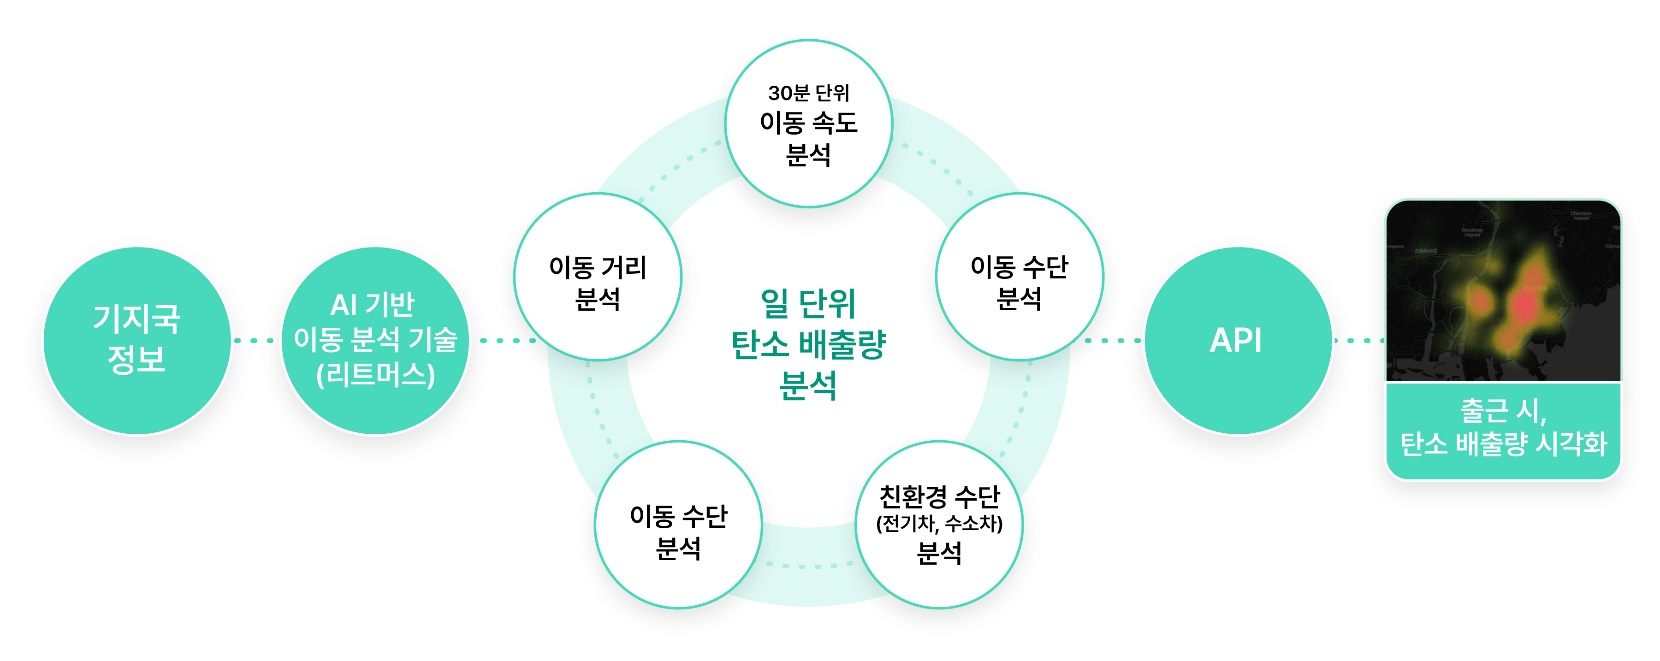 기지국
정보
AI 기반
이동 분석 기술
(리트머스)
이동 거리
분석
30분 단위
이동 속도
분석
이동 수단
분석
일 단위
탄소 배출량
분석
이동 수단
분석
친환경 수단
(전기차, 수소차)
분석
API
출근 시,
탄소 배출량 시각화